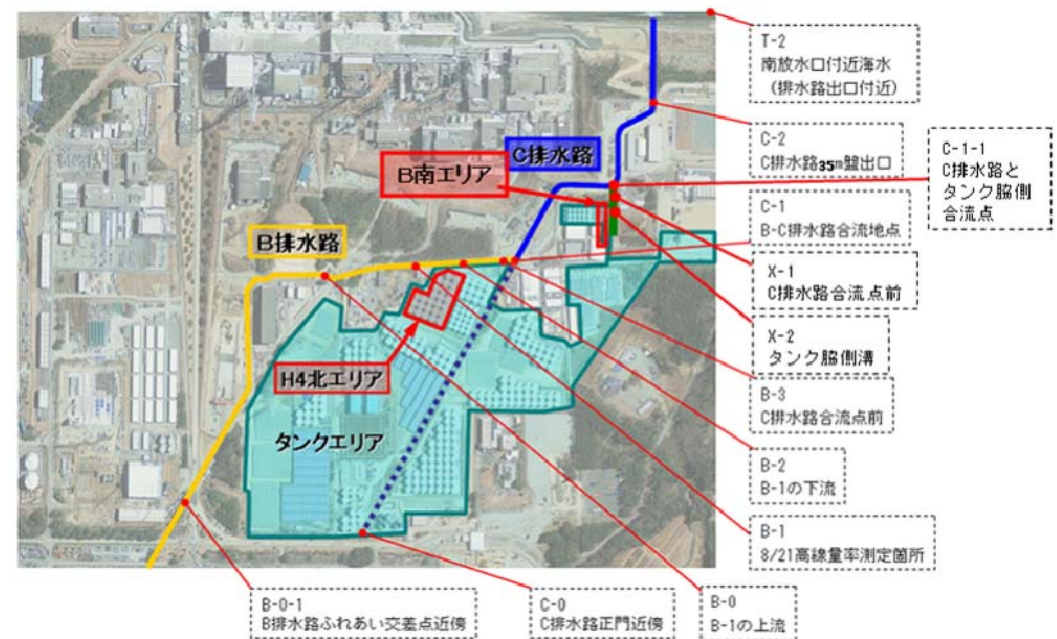 T-2
南放水口付近海水
(排水路出口付近)
C-2
C排水路35m盤出口
C-1-1
C排水路と
タンク脇側
合流点
C-1
B-C排水路合流地点
X-1
C排水路合流点前
X-2
タンク脇側溝
B-3
C排水路合流点前
B-2
B-1の下流
B-1
8/21高線量率測定箇所
C排水路
B南エリア
B排水路
H4北エリア
タンクエリア
B-0-1
B排水路ふれあい交差点近傍
C-0
C排水路正門近傍
B-0
B-1の上流